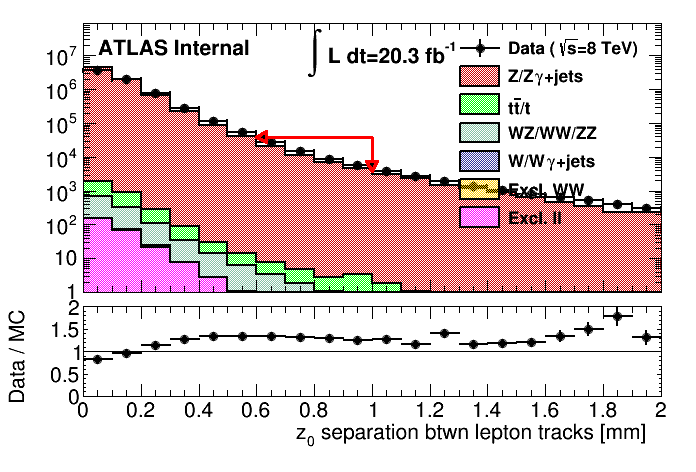 ATLAS Internal
∫ L dt=20.3 fb⁻¹
Data ( √s=8 TeV)
Z/Zγ+jets
tt̄/t
WZ/WW/ZZ
W/Wγ+jets
Excl. WW
Excl. ll
10⁷
10⁶
10⁵
10⁴
10³
10²
10
1
Data / MC
2
1.5
1
0.5
0
0 0.2 0.4 0.6 0.8 1 1.2 1.4 1.6 1.8 2
z₀ separation btwn lepton tracks [mm]